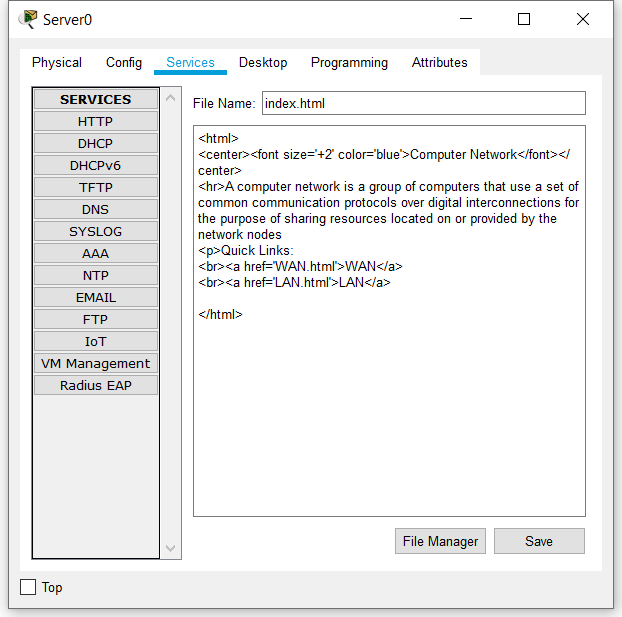 Server0
Physical Config Services Desktop Programming Attributes
SERVICES
HTTP
DHCP
DHCPv6
TFTP
DNS
SYSLOG
AAA
NTP
EMAIL
FTP
IoT
VM Management
Radius EAP
File Name: index.html
<html>
<center><font size='+2' color='blue'>Computer Network</font></
center>
<hr>A computer network is a group of computers that use a set of
common communication protocols over digital interconnections for
the purpose of sharing resources located on or provided by the
network nodes
<p>Quick Links:
<br><a href='WAN.html'>WAN</a>
<br><a href='LAN.html'>LAN</a>
</html>
File Manager Save
Top